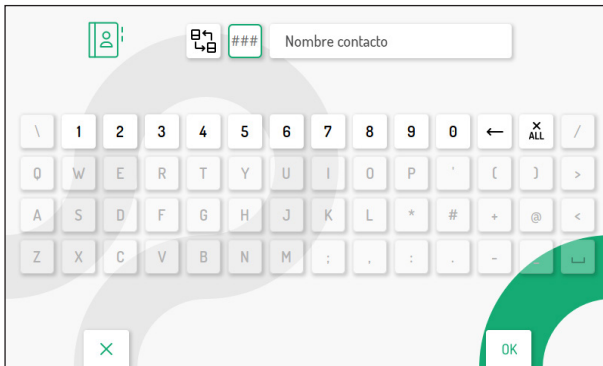 ### Nombre contacto
\ 1 2 3 4 5 6 7 8 9 0 ← × ALL /
Q W E R T Y U I O P ' ( ) >
A S D F G H J K L * # + @ <
Z X C V B N M ; , : . - _ ⌴
× OK